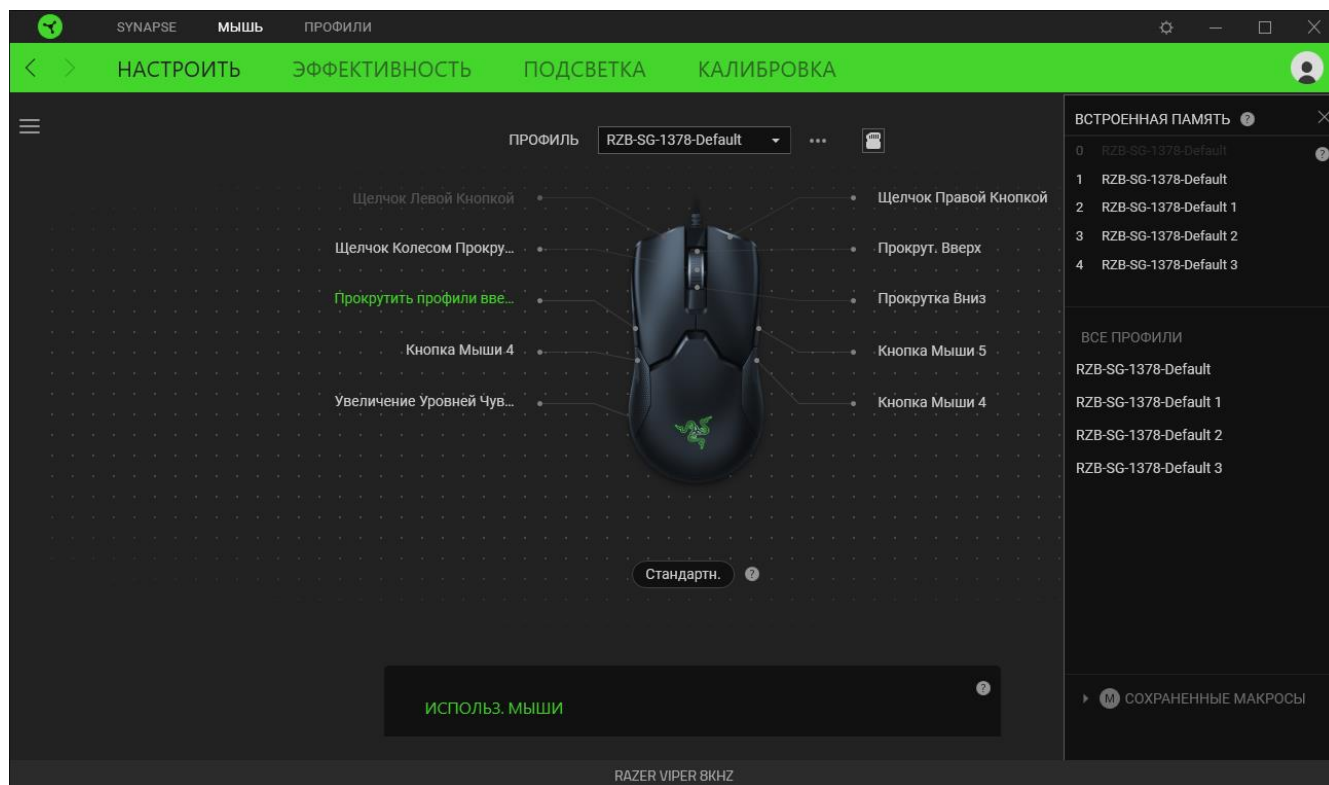 SYNAPSE МЫШЬ ПРОФИЛИ
НАСТРОИТЬ ЭФФЕКТИВНОСТЬ ПОДСВЕТКА КАЛИБРОВКА
ПРОФИЛЬ RZB-SG-1378-Default
Щелчок Левой Кнопкой
Щелчок Колесом Прокру...
Прокрутить профили вве...
Кнопка Мыши 4
Увеличение Уровней Чув...
Щелчок Правой Кнопкой
Прокрут. Вверх
Прокрутка Вниз
Кнопка Мыши 5
Кнопка Мыши 4
Стандартн. ?
ИСПОЛЬЗ. МЫШИ ?
ВСТРОЕННАЯ ПАМЯТЬ ?
0 RZB-SG-1378-Default ?
1 RZB-SG-1378-Default
2 RZB-SG-1378-Default 1
3 RZB-SG-1378-Default 2
4 RZB-SG-1378-Default 3
ВСЕ ПРОФИЛИ
RZB-SG-1378-Default
RZB-SG-1378-Default 1
RZB-SG-1378-Default 2
RZB-SG-1378-Default 3
M СОХРАНЕННЫЕ МАКРОСЫ
RAZER VIPER 8KHZ